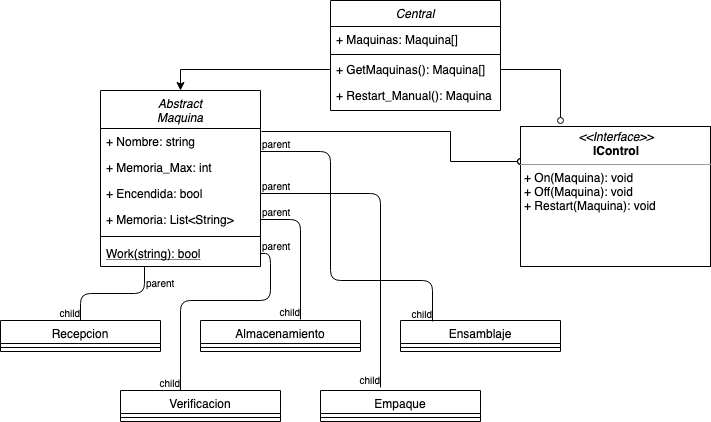 Central
+ Maquinas: Maquina[]
+ GetMaquinas(): Maquina[]
+ Restart_Manual(): Maquina
Abstract
Maquina
+ Nombre: string
+ Memoria_Max: int
+ Encendida: bool
+ Memoria: List<String>
Work(string): bool
<<Interface>>
IControl
+ On(Maquina): void
+ Off(Maquina): void
+ Restart(Maquina): void
parent
parent
parent
parent
parent
child
child
child
child
child
Recepcion
Almacenamiento
Ensamblaje
Verificacion
Empaque